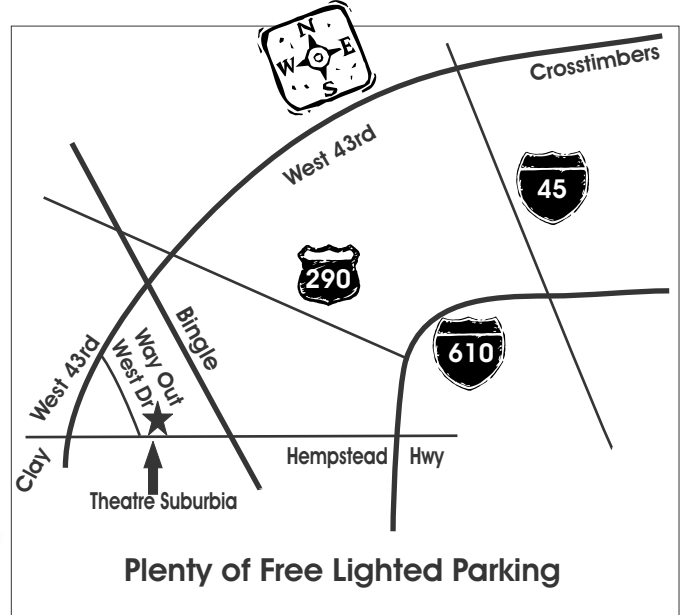 N
W E
S
Crosstimbers
West 43rd
45
290
Bingle
610
West 43rd
Way Out
West Dr
Clay
Hempstead Hwy
Theatre Suburbia
Plenty of Free Lighted Parking